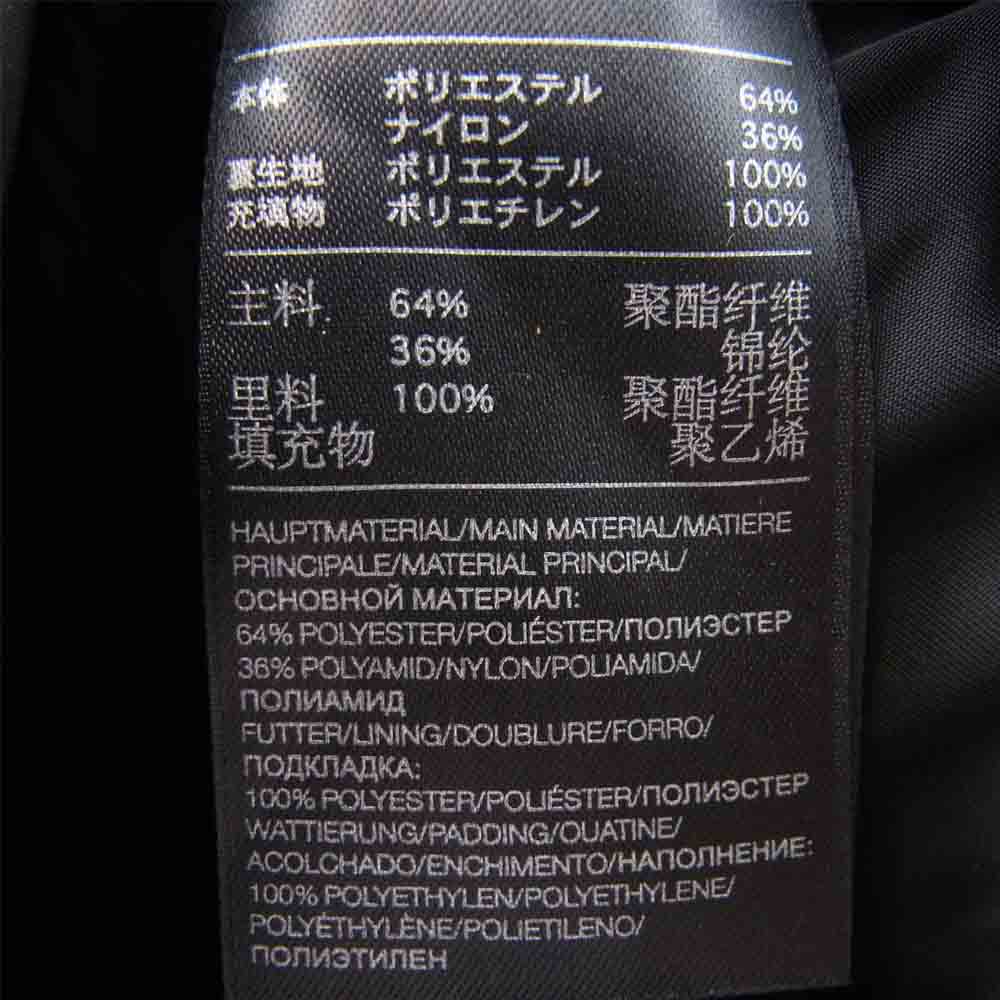 本体 ポリエステル 64%
ナイロン 36%
裏生地 ポリエステル 100%
充填物 ポリエチレン 100%
主料 64% 聚酯纤维
36% 锦纶
里料 100% 聚酯纤维
填充物 聚乙烯
HAUPTMATERIAL/MAIN MATERIAL/MATIERE
PRINCIPALE/MATERIAL PRINCIPAL/
ОСНОВНОЙ МАТЕРИАЛ:
64% POLYESTER/POLIÉSTER/ПОЛИЭСТЕР
36% POLYAMID/NYLON/POLIAMIDA/
ПОЛИАМИД
FUTTER/LINING/DOUBLURE/FORRO/
ПОДКЛАДКА:
100% POLYESTER/POLIÉSTER/ПОЛИЭСТЕР
WATTIERUNG/PADDING/OUATINE/
ACOLCHADO/ENCHIMENTO/НАПОЛНЕНИЕ:
100% POLYETHYLEN/POLYETHYLENE/
POLYÉTHYLÈNE/POLIETILENO/
ПОЛИЭТИЛЕН